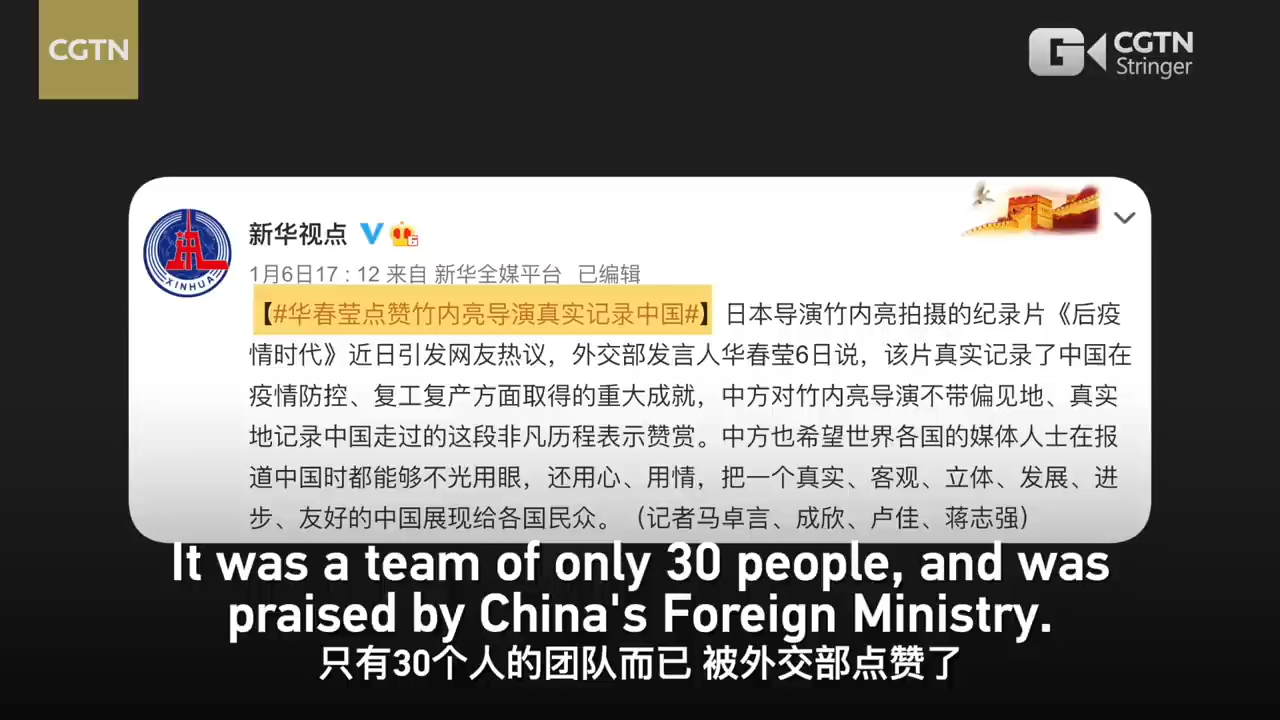 CGTN
CGTN
Stringer
新华视点
XINHUA
1月6日17：12 来自 新华全媒平台 已编辑
【#华春莹点赞竹内亮导演真实记录中国#】日本导演竹内亮拍摄的纪录片《后疫
情时代》近日引发网友热议，外交部发言人华春莹6日说，该片真实记录了中国在
疫情防控、复工复产方面取得的重大成就，中方对竹内亮导演不带偏见地、真实
地记录中国走过的这段非凡历程表示赞赏。中方也希望世界各国的媒体人士在报
道中国时都能够不光用眼，还用心、用情，把一个真实、客观、立体、发展、进
步、友好的中国展现给各国民众。（记者马卓言、成欣、卢佳、蒋志强）
It was a team of only 30 people, and was
praised by China's Foreign Ministry.
只有30个人的团队而已 被外交部点赞了